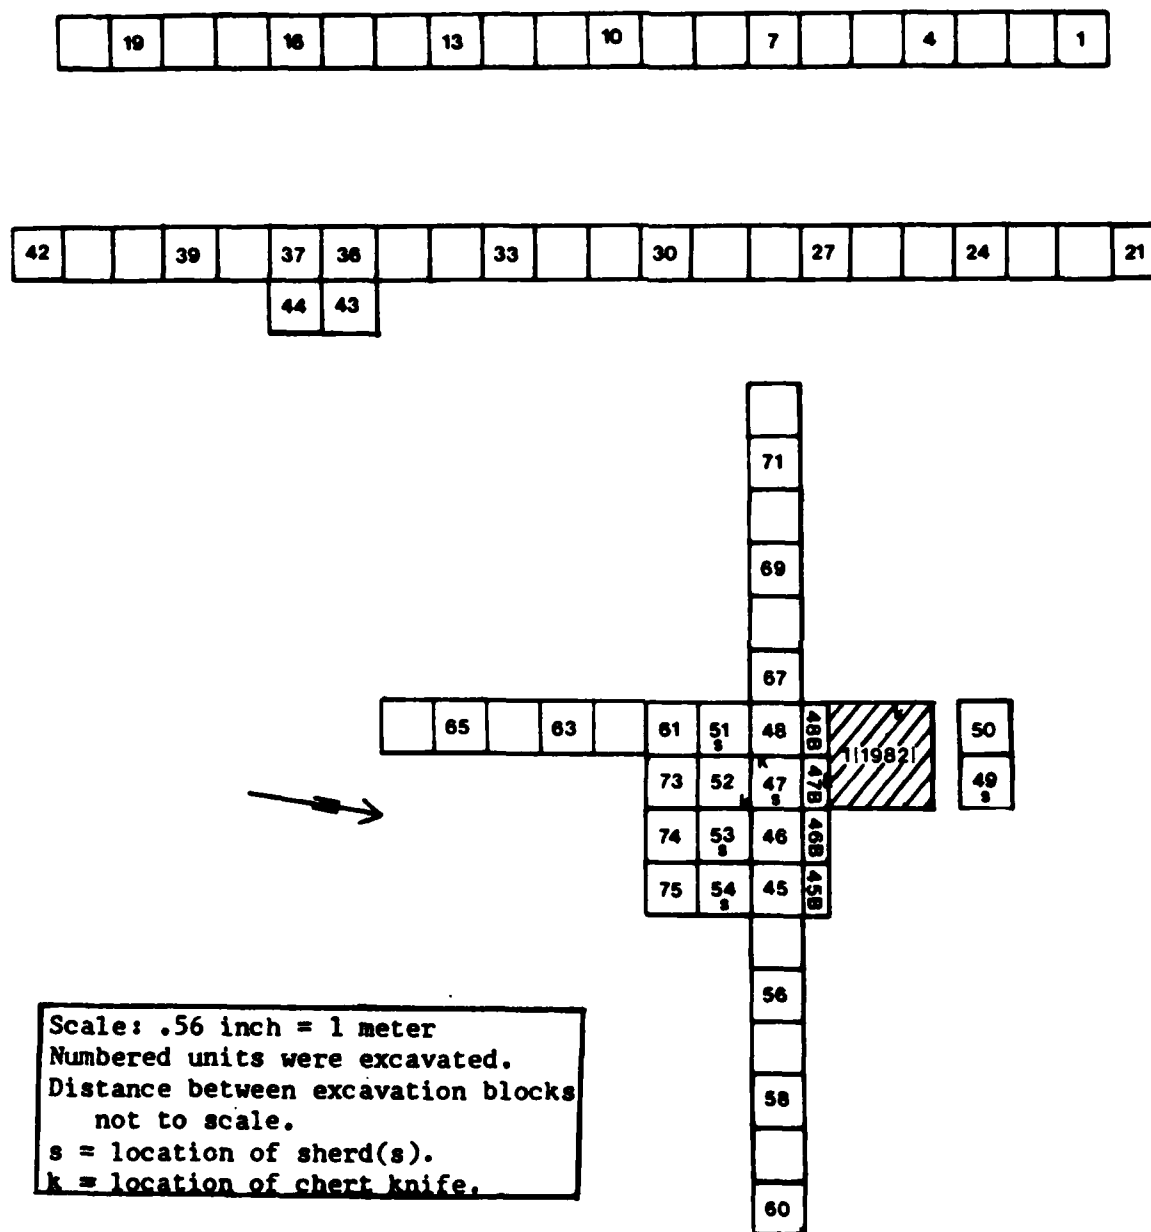 19 16 13 10 7 4 1
42 39 37 36 33 30 27 24 21
44 43
71
69
67
65 63 61 51 48 48B 50
s
1(1982)
k
k
73 52 47 47B 49
k s s
74 53 46 46B
s
75 54 45 45B
s
56
58
60
Scale: .56 inch = 1 meter
Numbered units were excavated.
Distance between excavation blocks
not to scale.
s = location of sherd(s).
k = location of chert knife.